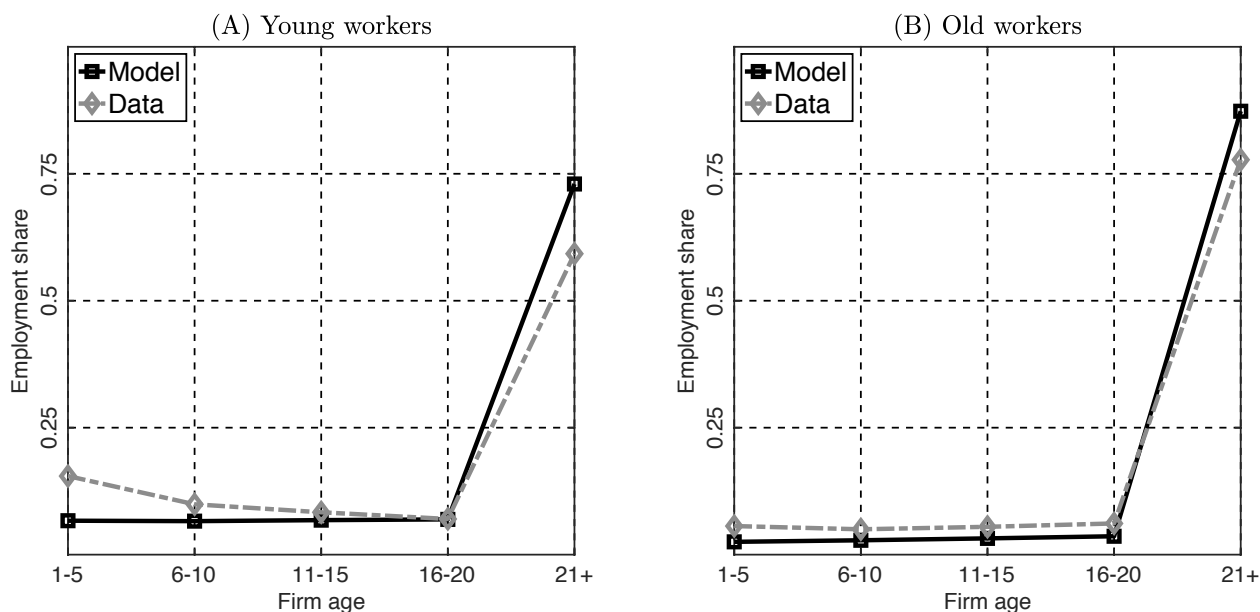 (A) Young workers
Model
Data
Employment share
0.75
0.5
0.25
1-5 6-10 11-15 16-20 21+
Firm age
(B) Old workers
Model
Data
Employment share
0.75
0.5
0.25
1-5 6-10 11-15 16-20 21+
Firm age